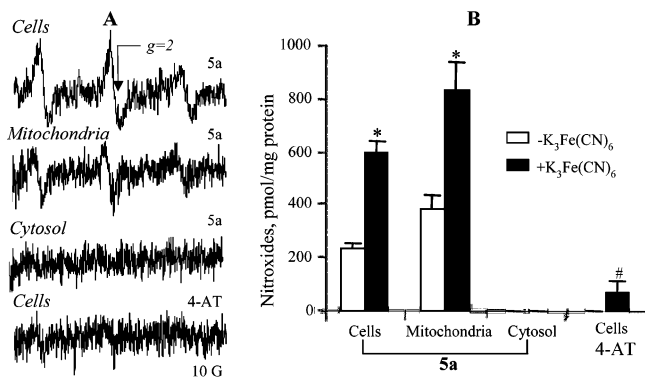 A
Cells
5a
g=2
Mitochondria
5a
Cytosol
5a
Cells
4-AT
10 G
B
Nitroxides, pmol/mg protein
1000
800
600
400
200
0
*
*
#
-K3Fe(CN)6
+K3Fe(CN)6
Cells Mitochondria Cytosol Cells
5a 4-AT